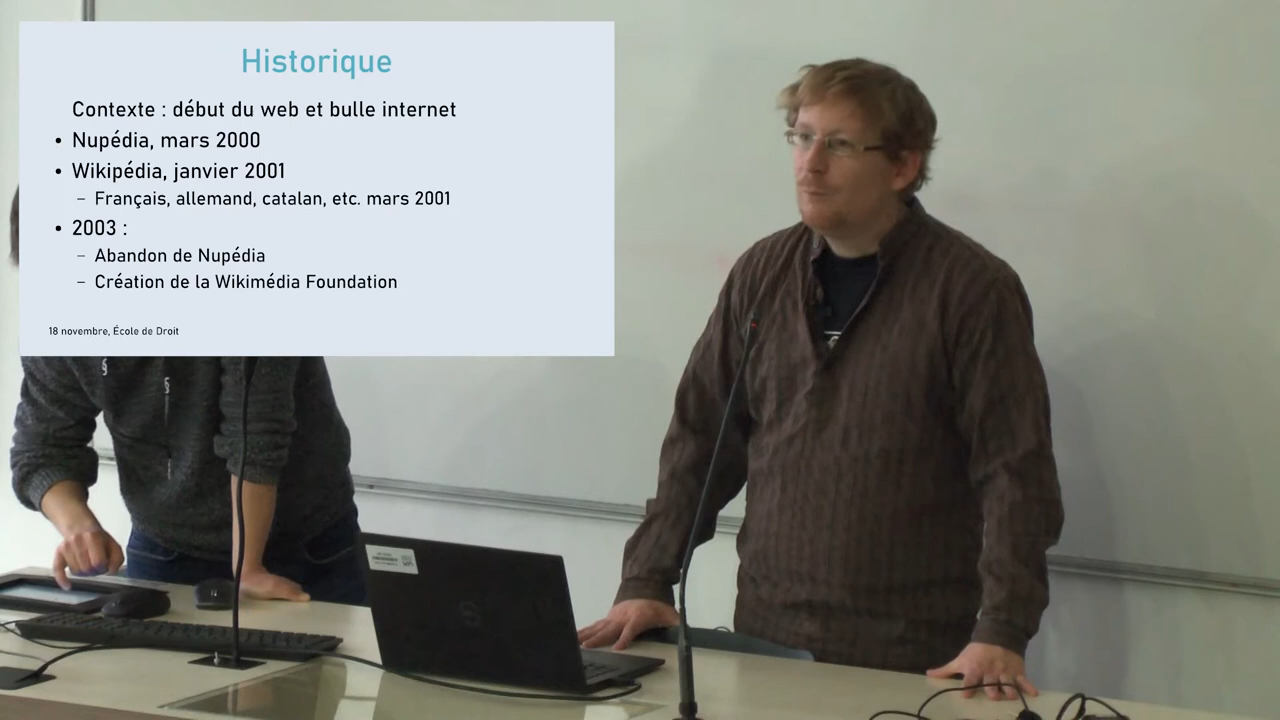 Historique
Contexte : début du web et bulle internet
• Nupédia, mars 2000
• Wikipédia, janvier 2001
– Français, allemand, catalan, etc. mars 2001
• 2003 :
– Abandon de Nupédia
– Création de la Wikimédia Foundation
18 novembre, École de Droit